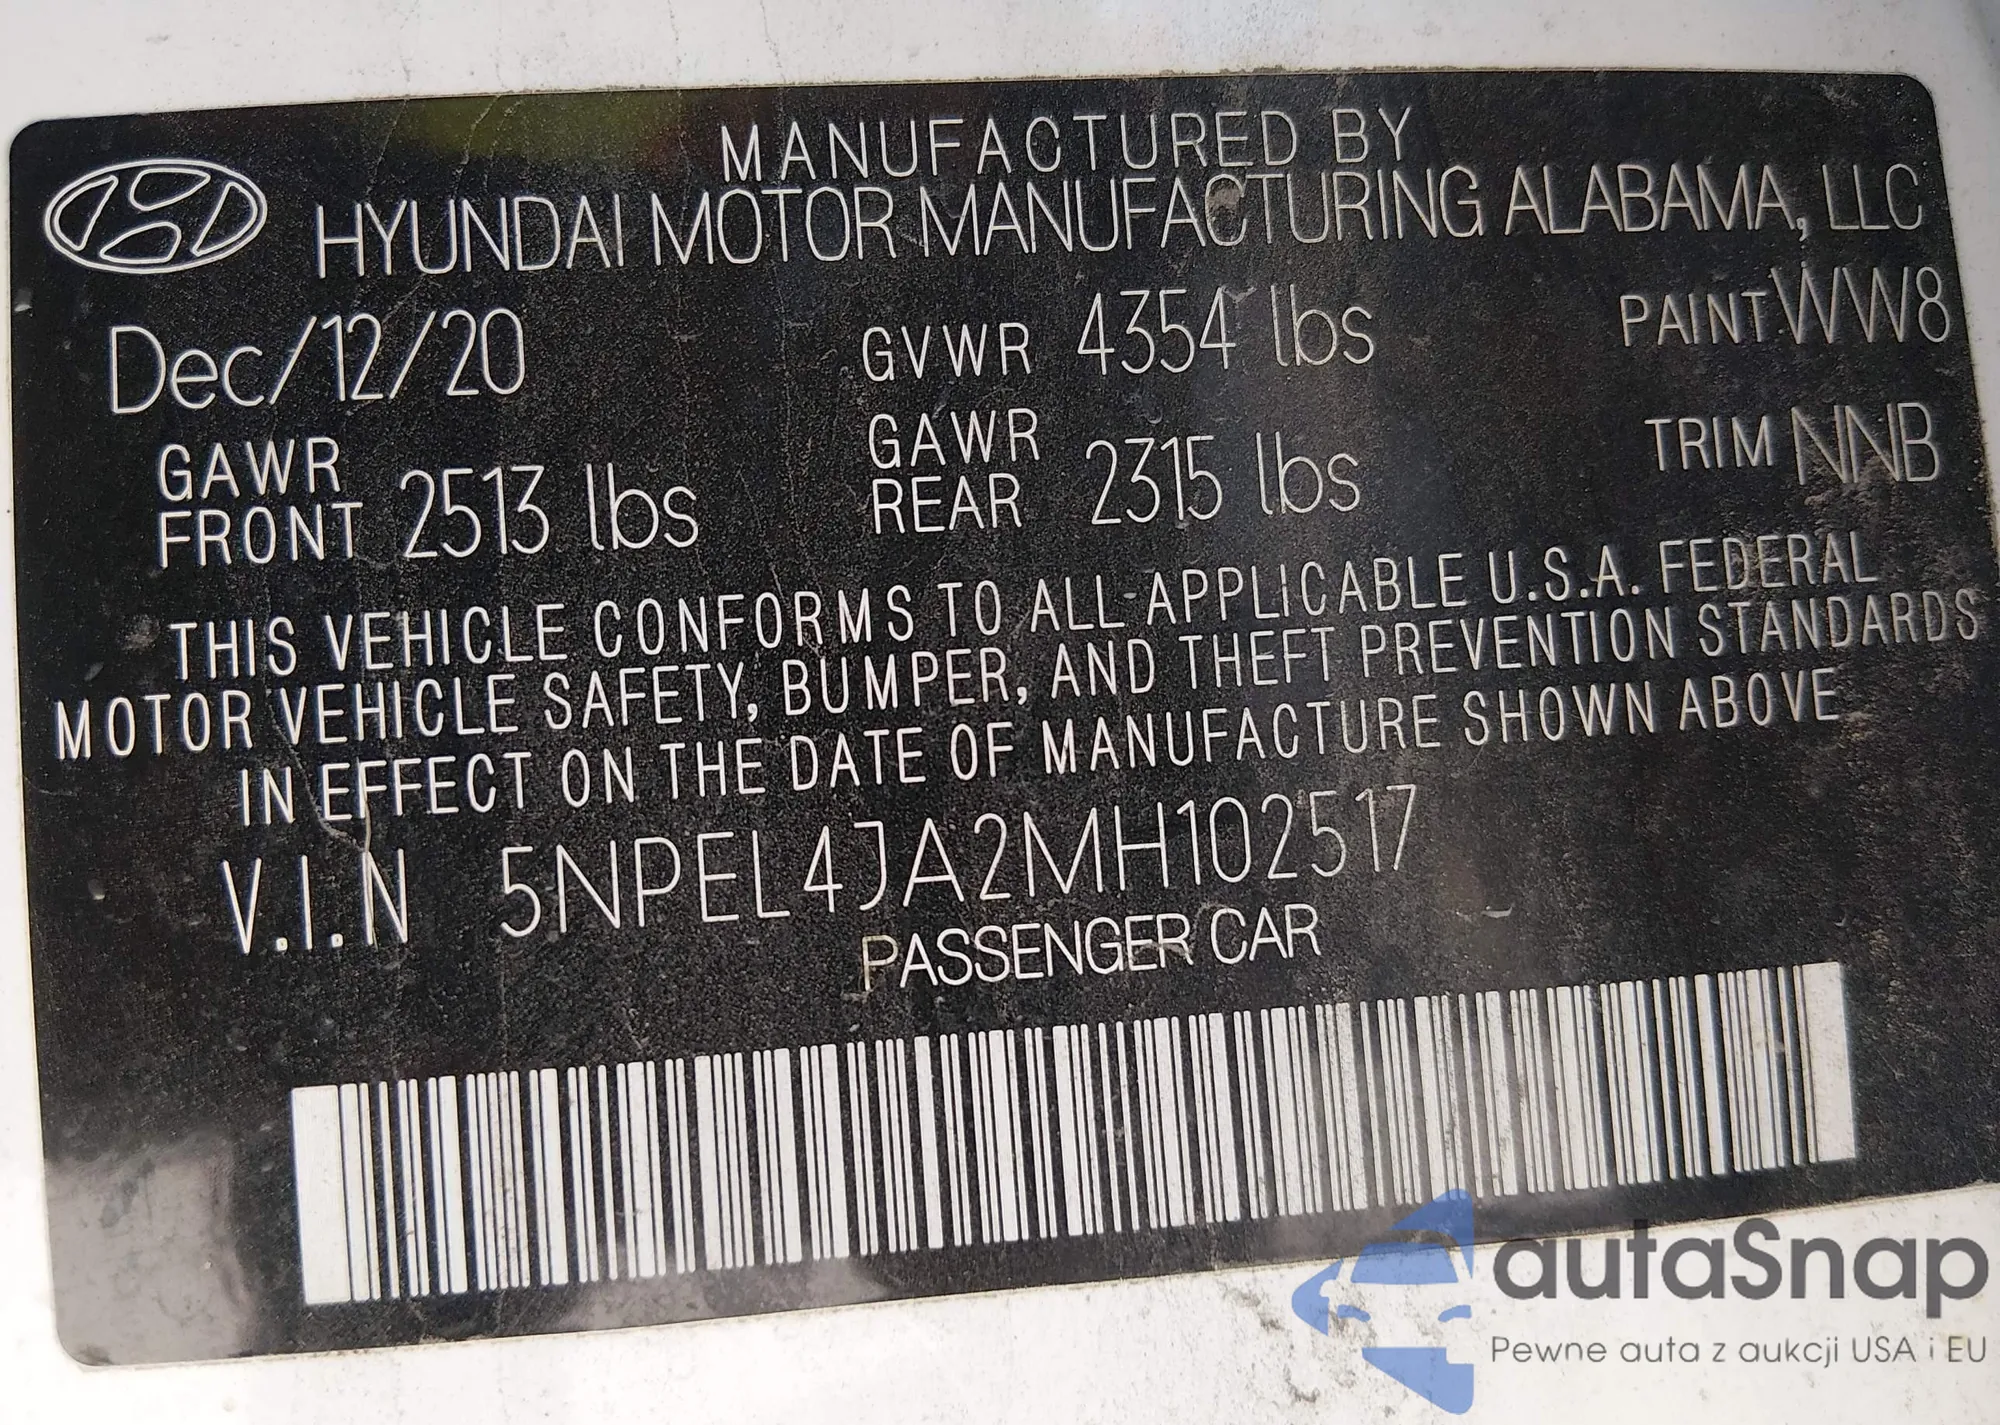 MANUFACTURED BY
HYUNDAI MOTOR MANUFACTURING ALABAMA, LLC
Dec/12/20 GVWR 4354 lbs PAINT WW8
GAWR FRONT 2513 lbs GAWR REAR 2315 lbs TRIM NNB
THIS VEHICLE CONFORMS TO ALL APPLICABLE U.S.A. FEDERAL
MOTOR VEHICLE SAFETY, BUMPER, AND THEFT PREVENTION STANDARDS
IN EFFECT ON THE DATE OF MANUFACTURE SHOWN ABOVE
V.I.N 5NPEL4JA2MH102517
PASSENGER CAR
autaSnap
Pewne auta z aukcji USA i EU